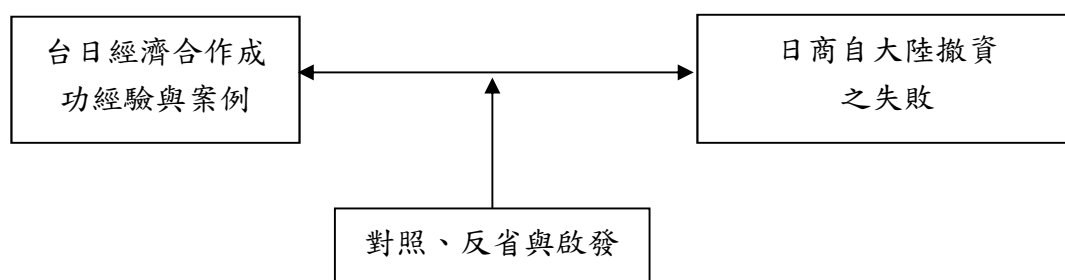 台日經濟合作成
功經驗與案例
日商自大陸撤資
之失敗
對照、反省與啟發